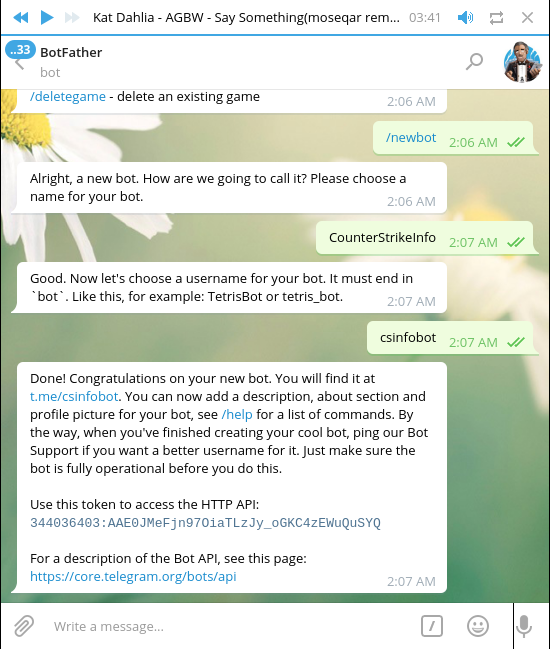 Kat Dahlia - AGBW - Say Something(moseqar rem... 03:41
..33
BotFather
bot
/deletegame - delete an existing game
2:06 AM
/newbot 2:06 AM
Alright, a new bot. How are we going to call it? Please choose a
name for your bot.
2:06 AM
CounterStrikeInfo 2:07 AM
Good. Now let's choose a username for your bot. It must end in
`bot`. Like this, for example: TetrisBot or tetris_bot.
2:07 AM
csinfobot 2:07 AM
Done! Congratulations on your new bot. You will find it at
t.me/csinfobot. You can now add a description, about section and
profile picture for your bot, see /help for a list of commands. By
the way, when you've finished creating your cool bot, ping our Bot
Support if you want a better username for it. Just make sure the
bot is fully operational before you do this.
Use this token to access the HTTP API:
344036403:AAE0JMeFjn97OiaTLzJy_oGKC4zEWuQuSYQ
For a description of the Bot API, see this page:
https://core.telegram.org/bots/api
2:07 AM
Write a message...